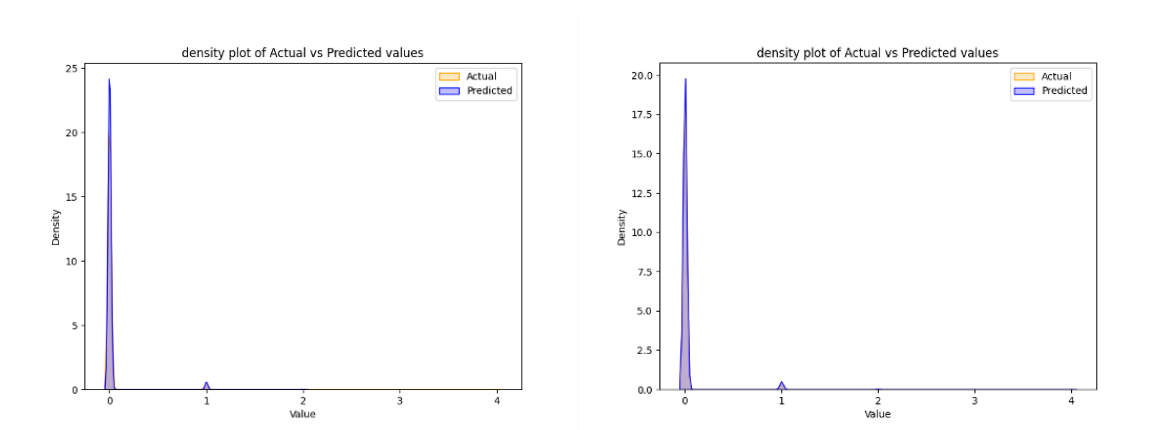 density plot of Actual vs Predicted values
25
20
15
10
5
0
Density
0 1 2 3 4
Value
Actual
Predicted
density plot of Actual vs Predicted values
20.0
17.5
15.0
12.5
10.0
7.5
5.0
2.5
0.0
Density
0 1 2 3 4
Value
Actual
Predicted